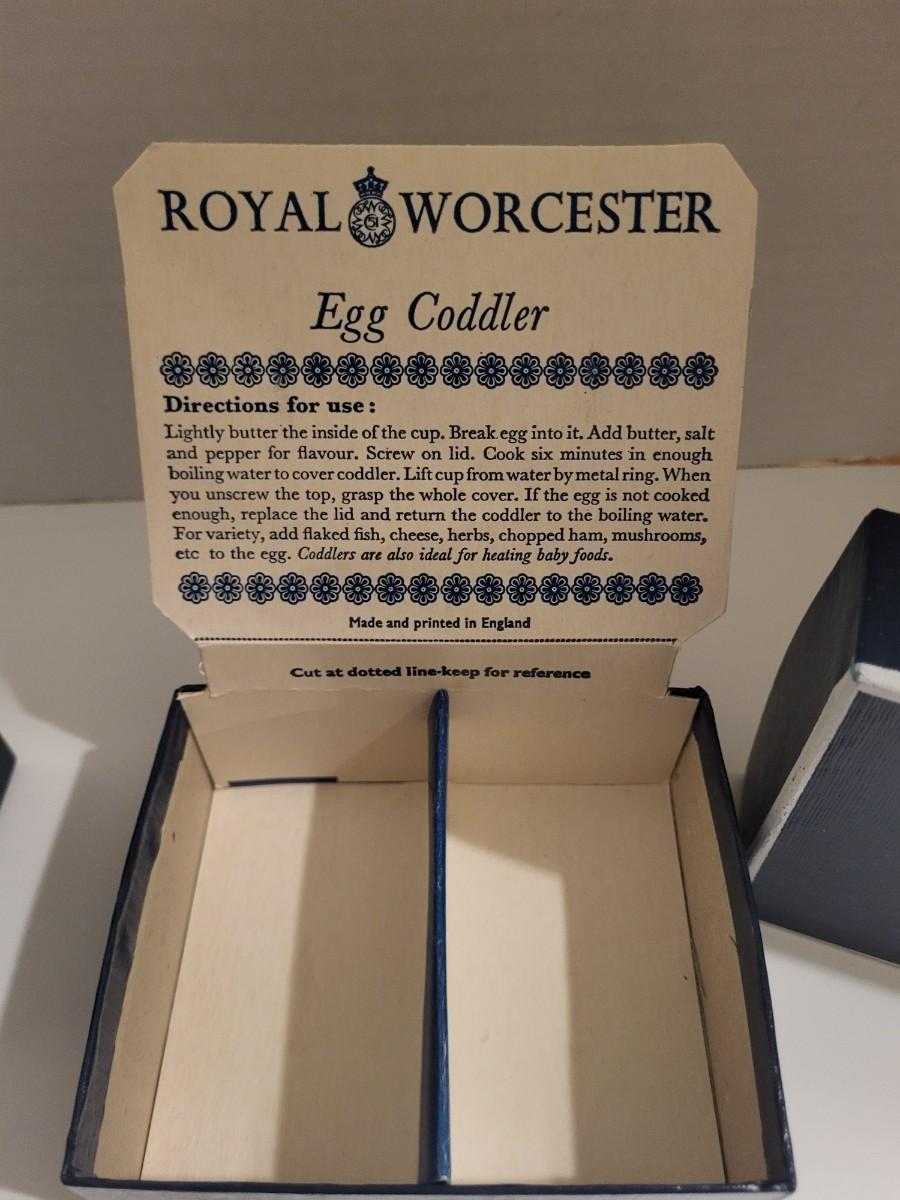 ROYAL WORCESTER
51
Egg Coddler
Directions for use:
Lightly butter the inside of the cup. Break egg into it. Add butter, salt
and pepper for flavour. Screw on lid. Cook six minutes in enough
boiling water to cover coddler. Lift cup from water by metal ring. When
you unscrew the top, grasp the whole cover. If the egg is not cooked
enough, replace the lid and return the coddler to the boiling water.
For variety, add flaked fish, cheese, herbs, chopped ham, mushrooms,
etc to the egg. Coddlers are also ideal for heating baby foods.
Made and printed in England
Cut at dotted line-keep for reference